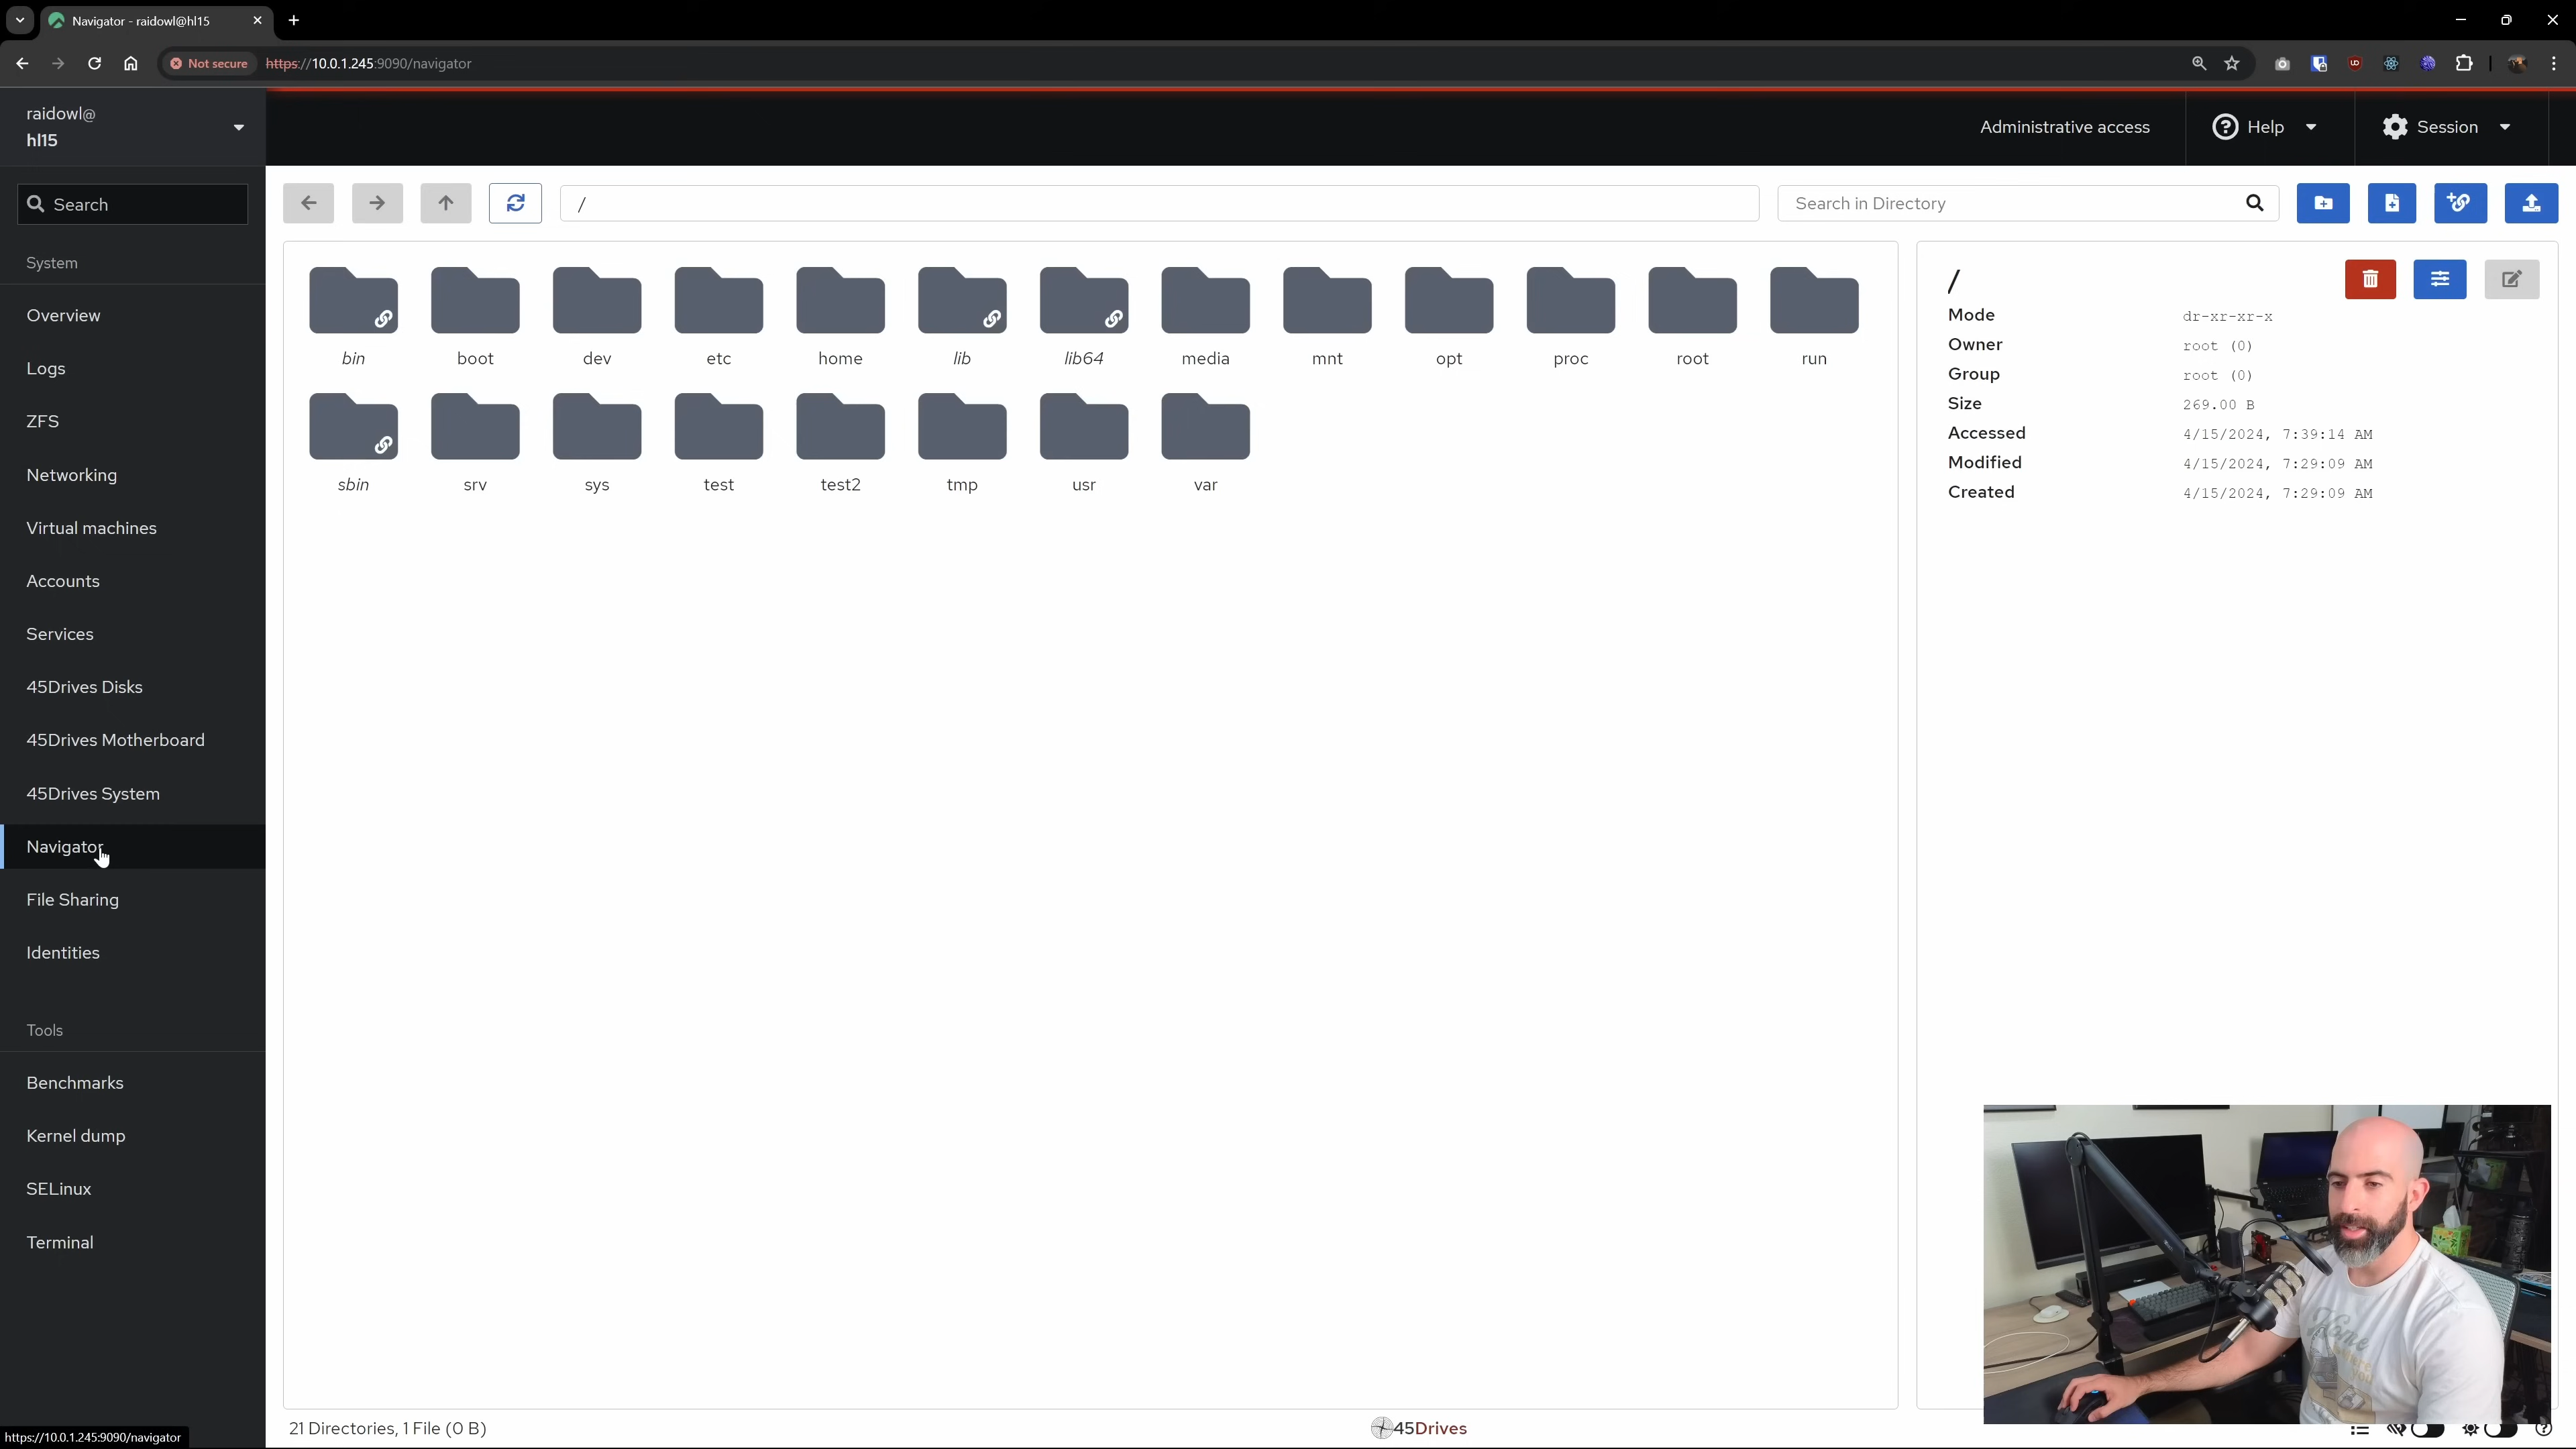 Navigator - raidowl@hl15
Not secure
https://10.0.1.245:9090/navigator
raidowl@
hl15
Administrative access
Help
Session
Search
/
Search in Directory
System
Overview
Logs
ZFS
Networking
Virtual machines
Accounts
Services
45Drives Disks
45Drives Motherboard
45Drives System
Navigator
File Sharing
Identities
Tools
Benchmarks
Kernel dump
SELinux
Terminal
bin boot dev etc home lib lib64 media mnt opt proc root run
sbin srv sys test test2 tmp usr var
/
Mode dr-xr-xr-x
Owner root (0)
Group root (0)
Size 269.00 B
Accessed 4/15/2024, 7:39:14 AM
Modified 4/15/2024, 7:29:09 AM
Created 4/15/2024, 7:29:09 AM
21 Directories, 1 File (0 B)
45Drives
https://10.0.1.245:9090/navigator